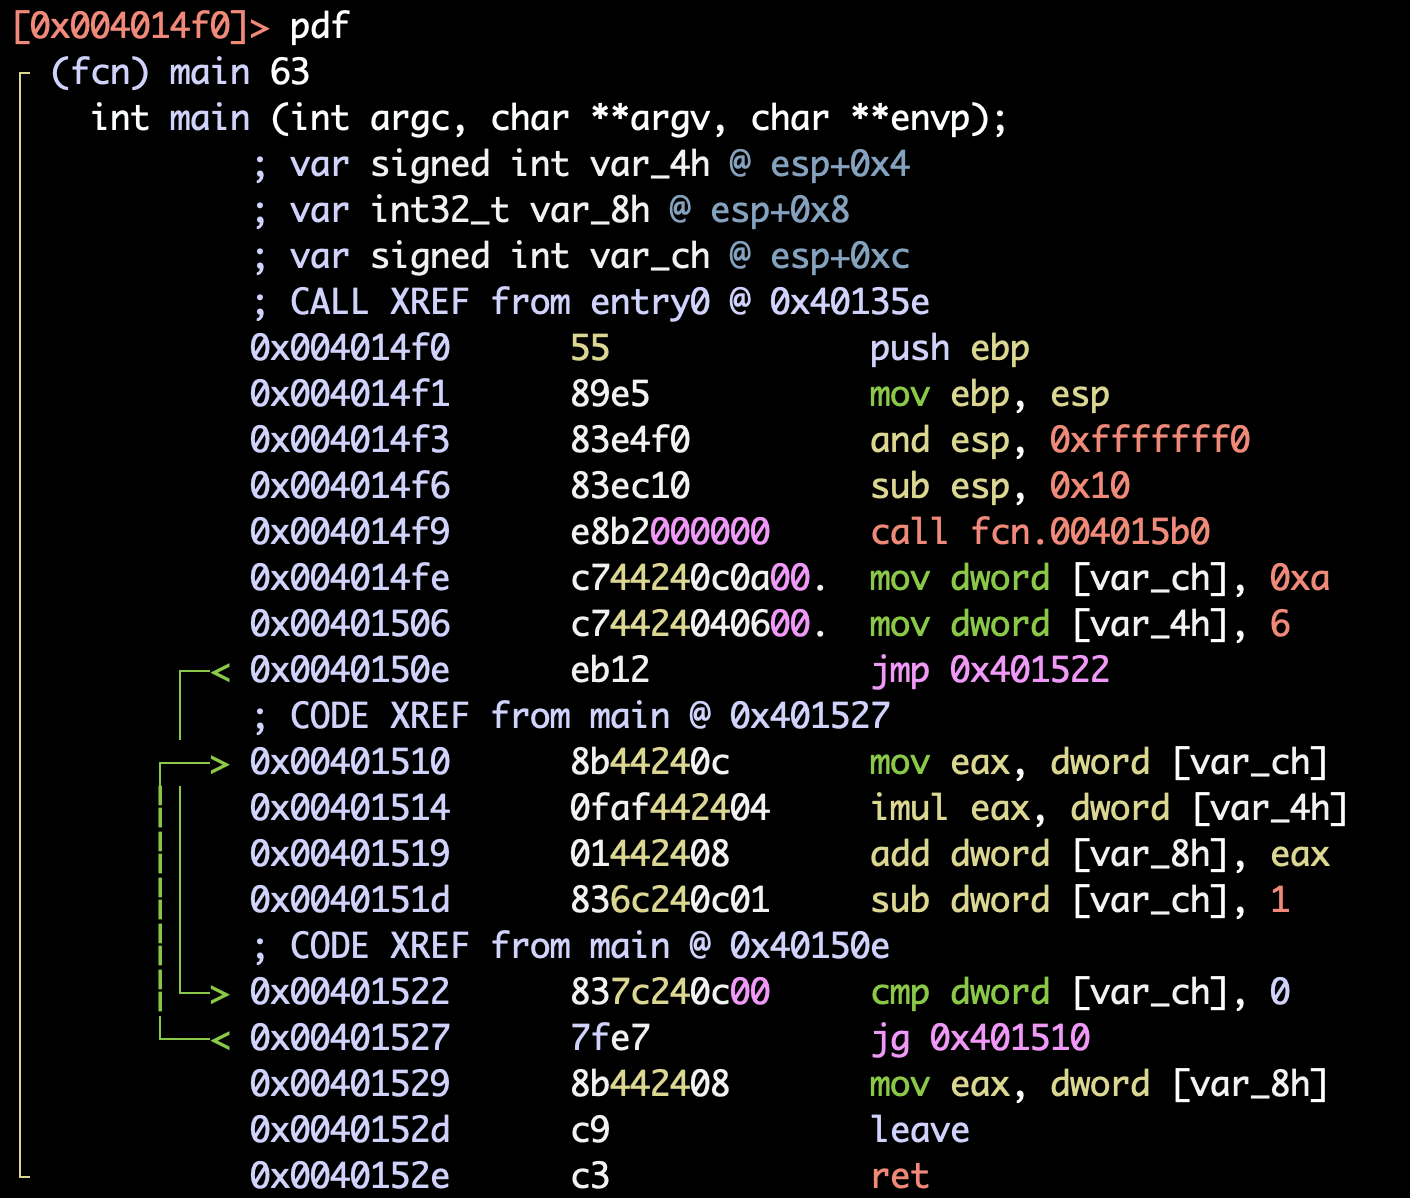 [0x004014f0]> pdf
(fcn) main 63
int main (int argc, char **argv, char **envp);
; var signed int var_4h @ esp+0x4
; var int32_t var_8h @ esp+0x8
; var signed int var_ch @ esp+0xc
; CALL XREF from entry0 @ 0x40135e
0x004014f0 55 push ebp
0x004014f1 89e5 mov ebp, esp
0x004014f3 83e4f0 and esp, 0xfffffff0
0x004014f6 83ec10 sub esp, 0x10
0x004014f9 e8b2000000 call fcn.004015b0
0x004014fe c744240c0a00. mov dword [var_ch], 0xa
0x00401506 c74424040600. mov dword [var_4h], 6
< 0x0040150e eb12 jmp 0x401522
; CODE XREF from main @ 0x401527
> 0x00401510 8b44240c mov eax, dword [var_ch]
0x00401514 0faf442404 imul eax, dword [var_4h]
0x00401519 01442408 add dword [var_8h], eax
0x0040151d 836c240c01 sub dword [var_ch], 1
; CODE XREF from main @ 0x40150e
> 0x00401522 837c240c00 cmp dword [var_ch], 0
< 0x00401527 7fe7 jg 0x401510
0x00401529 8b442408 mov eax, dword [var_8h]
0x0040152d c9 leave
0x0040152e c3 ret